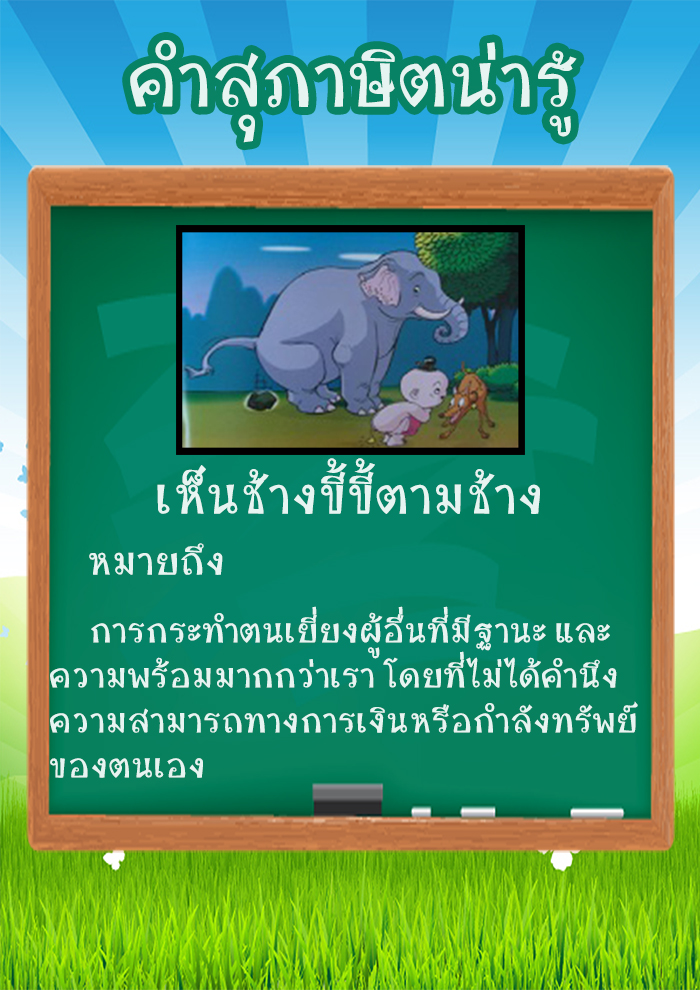 คำสุภาษิตน่ารู้
เห็นช้างขี้ขี้ตามช้าง
หมายถึง
การกระทำตนเยี่ยงผู้อื่นที่มีฐานะ และ
ความพร้อมมากกว่าเรา โดยที่ไม่ได้คำนึง
ความสามารถทางการเงินหรือกำลังทรัพย์
ของตนเอง